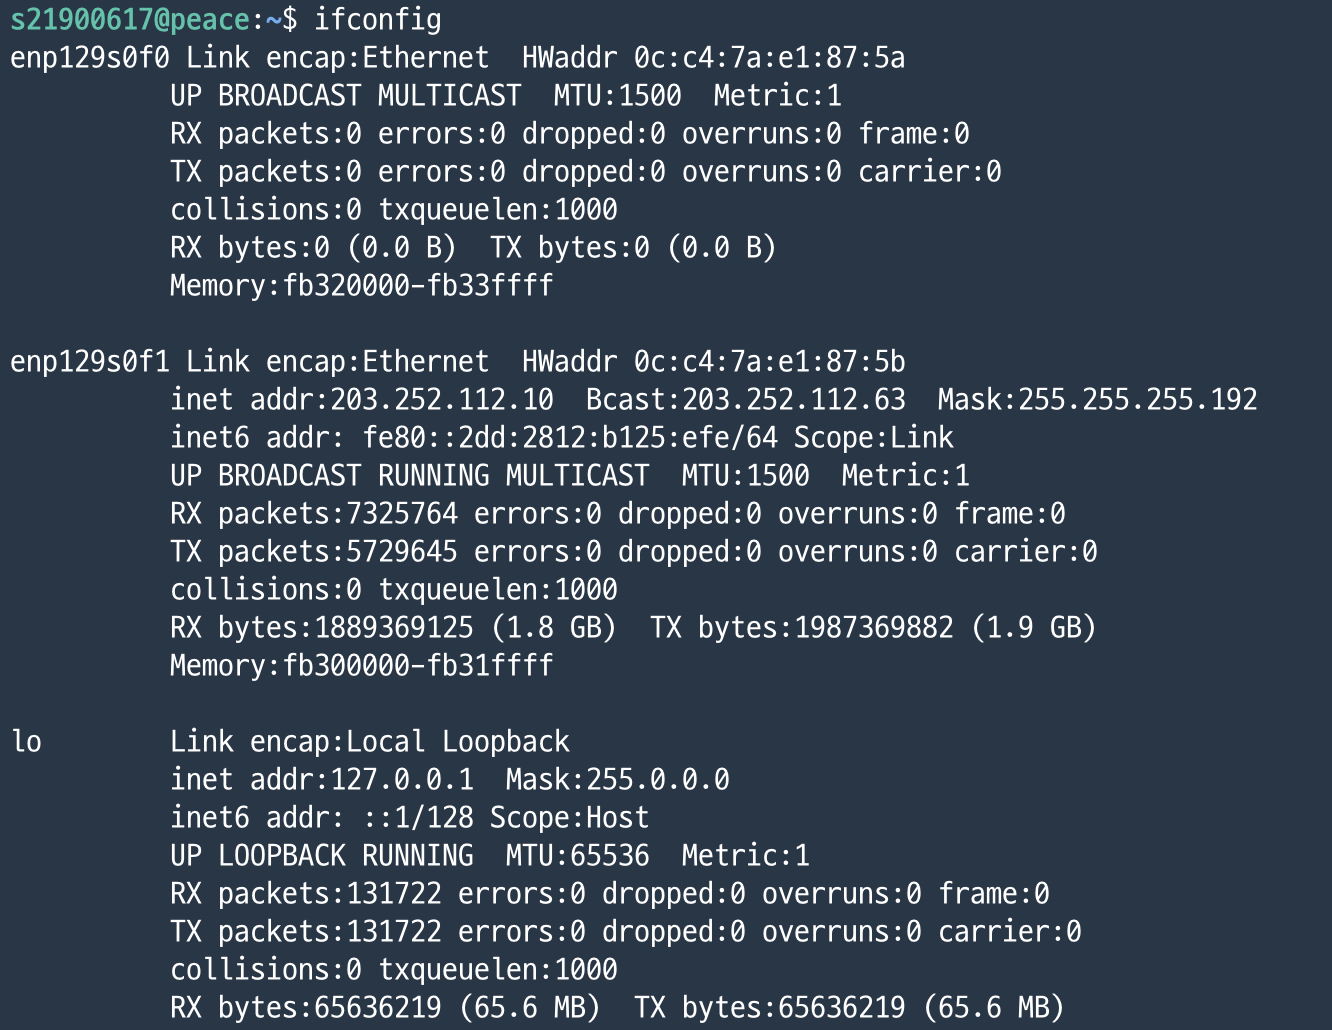 s21900617@peace:~$ ifconfig
enp129s0f0 Link encap:Ethernet  HWaddr 0c:c4:7a:e1:87:5a
          UP BROADCAST MULTICAST  MTU:1500  Metric:1
          RX packets:0 errors:0 dropped:0 overruns:0 frame:0
          TX packets:0 errors:0 dropped:0 overruns:0 carrier:0
          collisions:0 txqueuelen:1000
          RX bytes:0 (0.0 B)  TX bytes:0 (0.0 B)
          Memory:fb320000-fb33ffff

enp129s0f1 Link encap:Ethernet  HWaddr 0c:c4:7a:e1:87:5b
          inet addr:203.252.112.10  Bcast:203.252.112.63  Mask:255.255.255.192
          inet6 addr: fe80::2dd:2812:b125:efe/64 Scope:Link
          UP BROADCAST RUNNING MULTICAST  MTU:1500  Metric:1
          RX packets:7325764 errors:0 dropped:0 overruns:0 frame:0
          TX packets:5729645 errors:0 dropped:0 overruns:0 carrier:0
          collisions:0 txqueuelen:1000
          RX bytes:1889369125 (1.8 GB)  TX bytes:1987369882 (1.9 GB)
          Memory:fb300000-fb31ffff

lo        Link encap:Local Loopback
          inet addr:127.0.0.1  Mask:255.0.0.0
          inet6 addr: ::1/128 Scope:Host
          UP LOOPBACK RUNNING  MTU:65536  Metric:1
          RX packets:131722 errors:0 dropped:0 overruns:0 frame:0
          TX packets:131722 errors:0 dropped:0 overruns:0 carrier:0
          collisions:0 txqueuelen:1000
          RX bytes:65636219 (65.6 MB)  TX bytes:65636219 (65.6 MB)